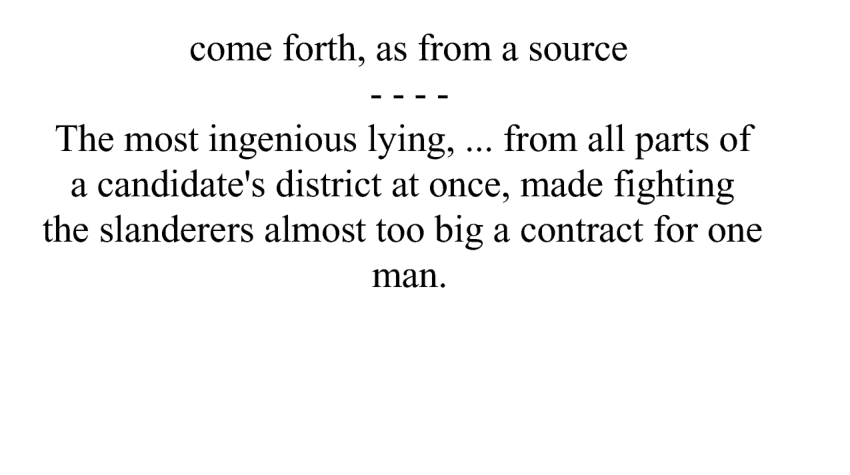 come forth, as from a source
- - - -
The most ingenious lying, ... from all parts of
a candidate's district at once, made fighting
the slanderers almost too big a contract for one
man.